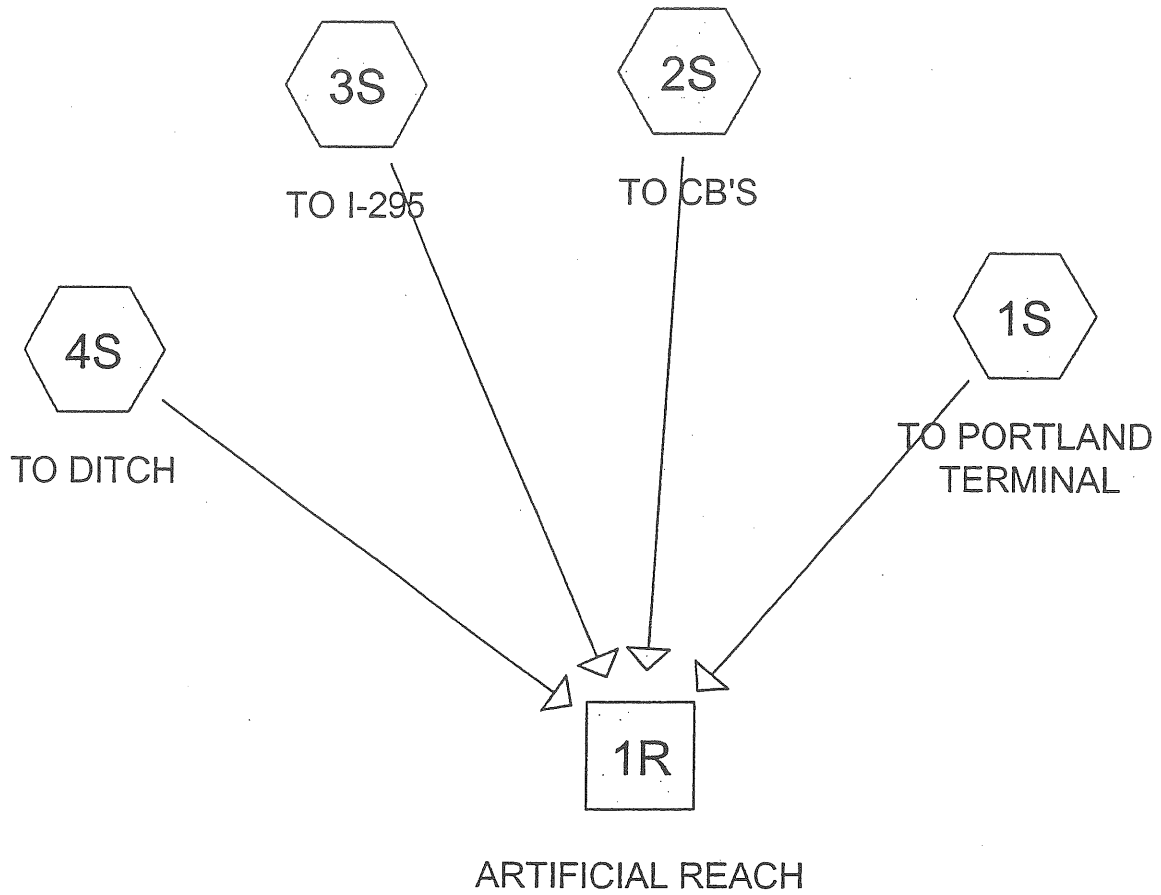 3S
2S
TO I-295
TO CB'S
1S
4S
TO PORTLAND
TERMINAL
TO DITCH
1R
ARTIFICIAL REACH